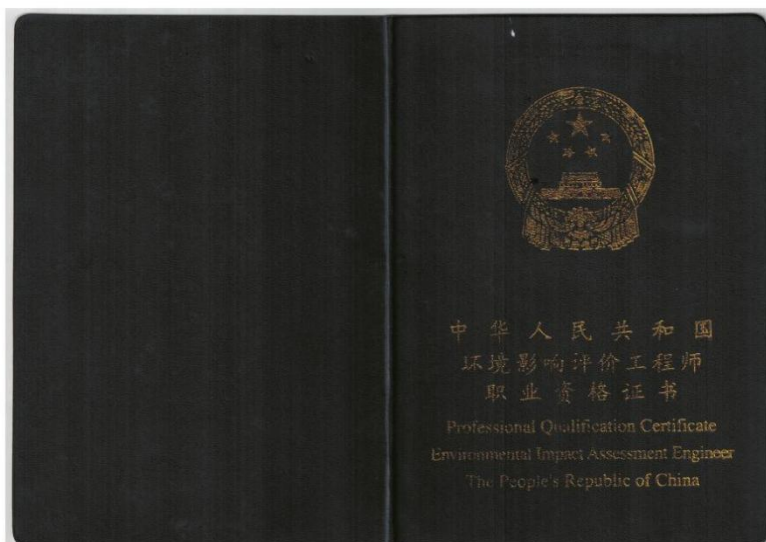 中华人民共和国
环境影响评价工程师
职业资格证书
Professional Qualification Certificate
Environmental Impact Assessment Engineer
The People's Republic of China